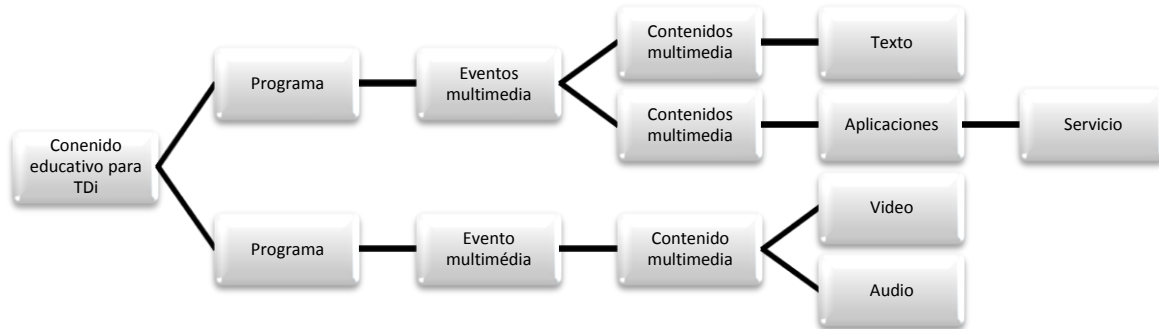 Conenido
educativo para
TDi
Programa
Eventos
multimedia
Contenidos
multimedia
Texto
Contenidos
multimedia
Aplicaciones
Servicio
Programa
Evento
multimédia
Contenido
multimedia
Video
Audio